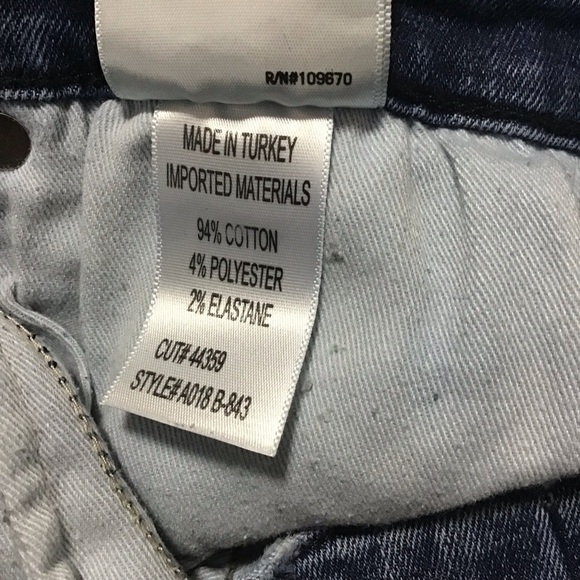 R/N#109670
MADE IN TURKEY
IMPORTED MATERIALS
94% COTTON
4% POLYESTER
2% ELASTANE
CUT# 44359
STYLE# A018 B-843